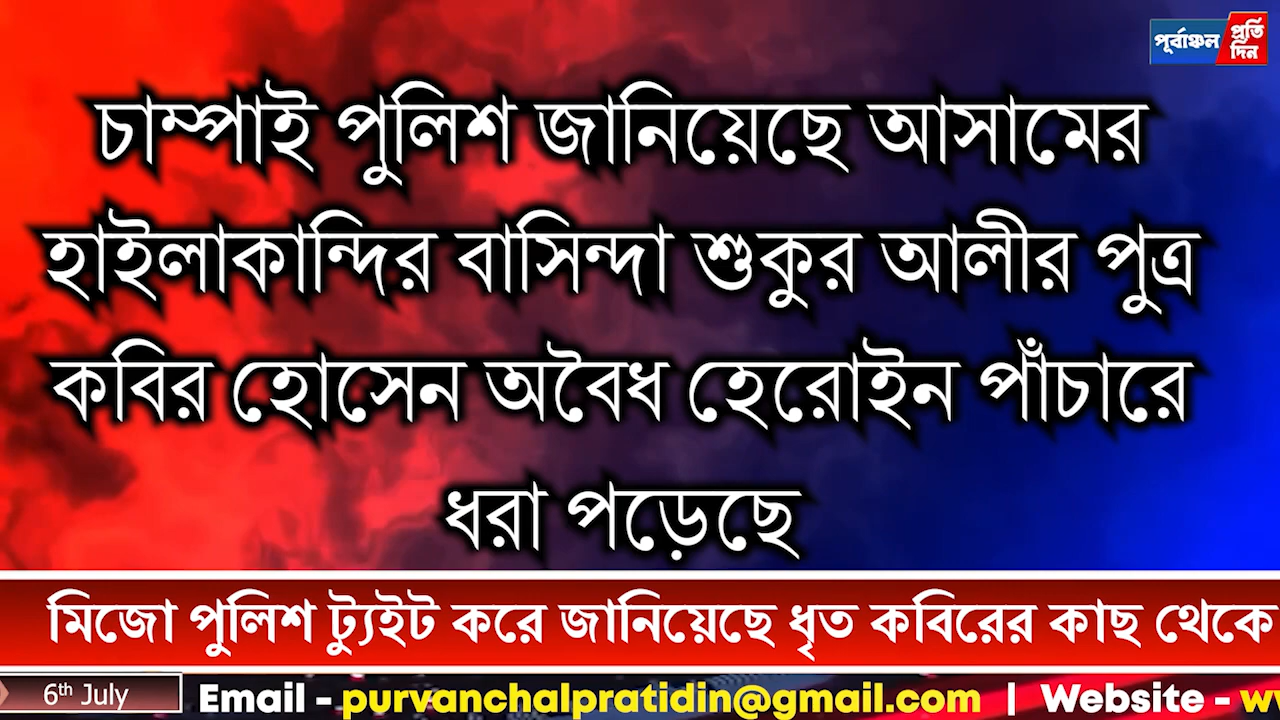 পূর্বাঞ্চল প্রতি দিন
চাম্পাই পুলিশ জানিয়েছে আসামের
হাইলাকান্দির বাসিন্দা শুকুর আলীর পুত্র
কবির হোসেন অবৈধ হেরোইন পাঁচারে
ধরা পড়েছে
মিজো পুলিশ ট্যুইট করে জানিয়েছে ধৃত কবিরের কাছ থেকে
6th July Email - purvanchalpratidin@gmail.com | Website -